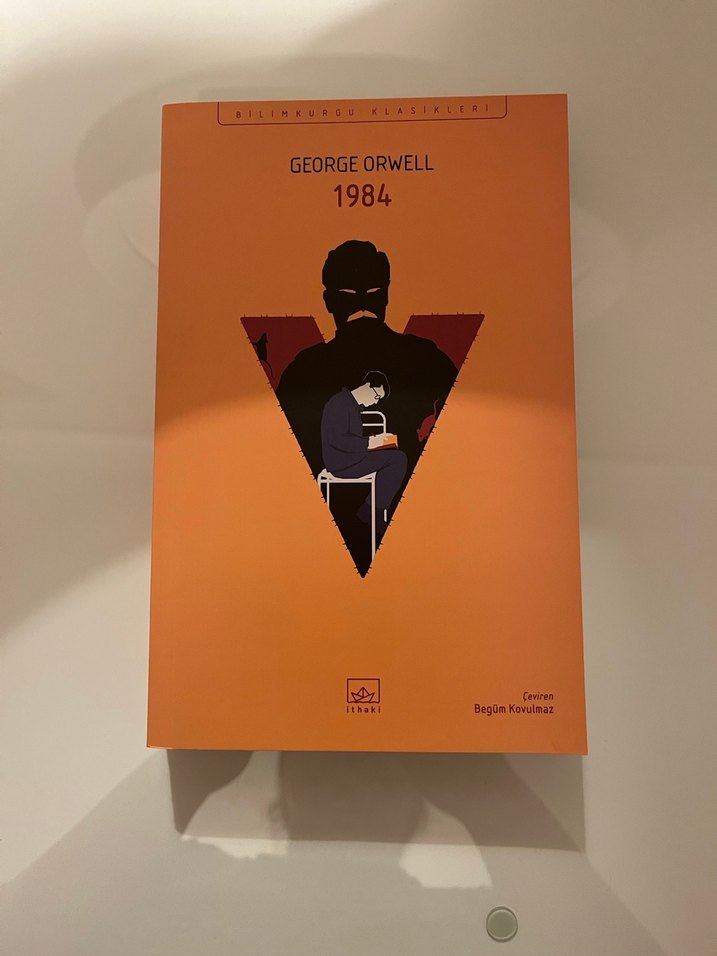 BİLİMKURGU KLASİKLERİ
GEORGE ORWELL
1984
ithaki
Çeviren
Begüm Kovulmaz